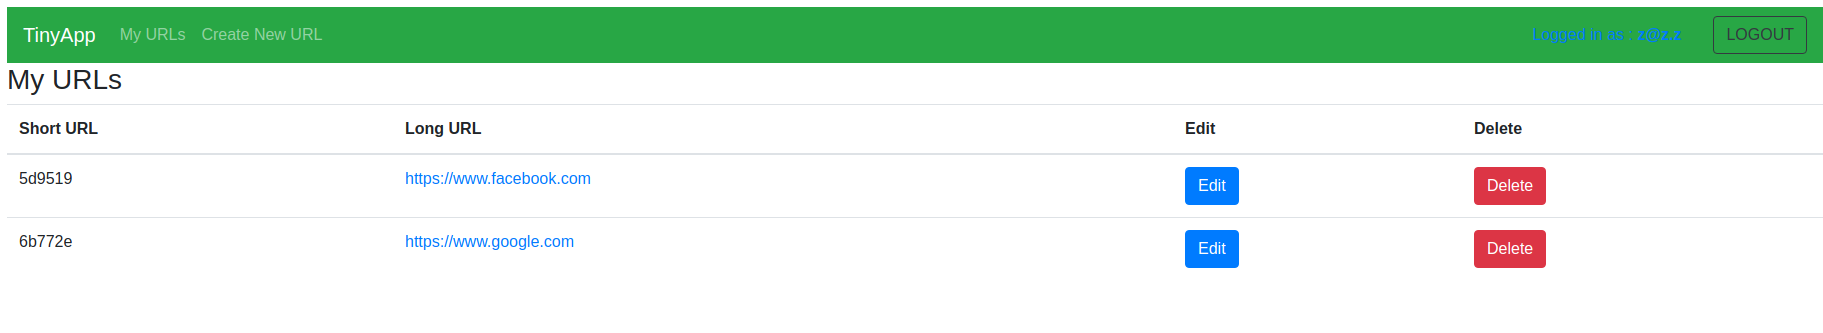 TinyApp My URLs Create New URL Logged in as : z@z.z LOGOUT
My URLs
Short URL Long URL Edit Delete
5d9519 https://www.facebook.com Edit Delete
6b772e https://www.google.com Edit Delete